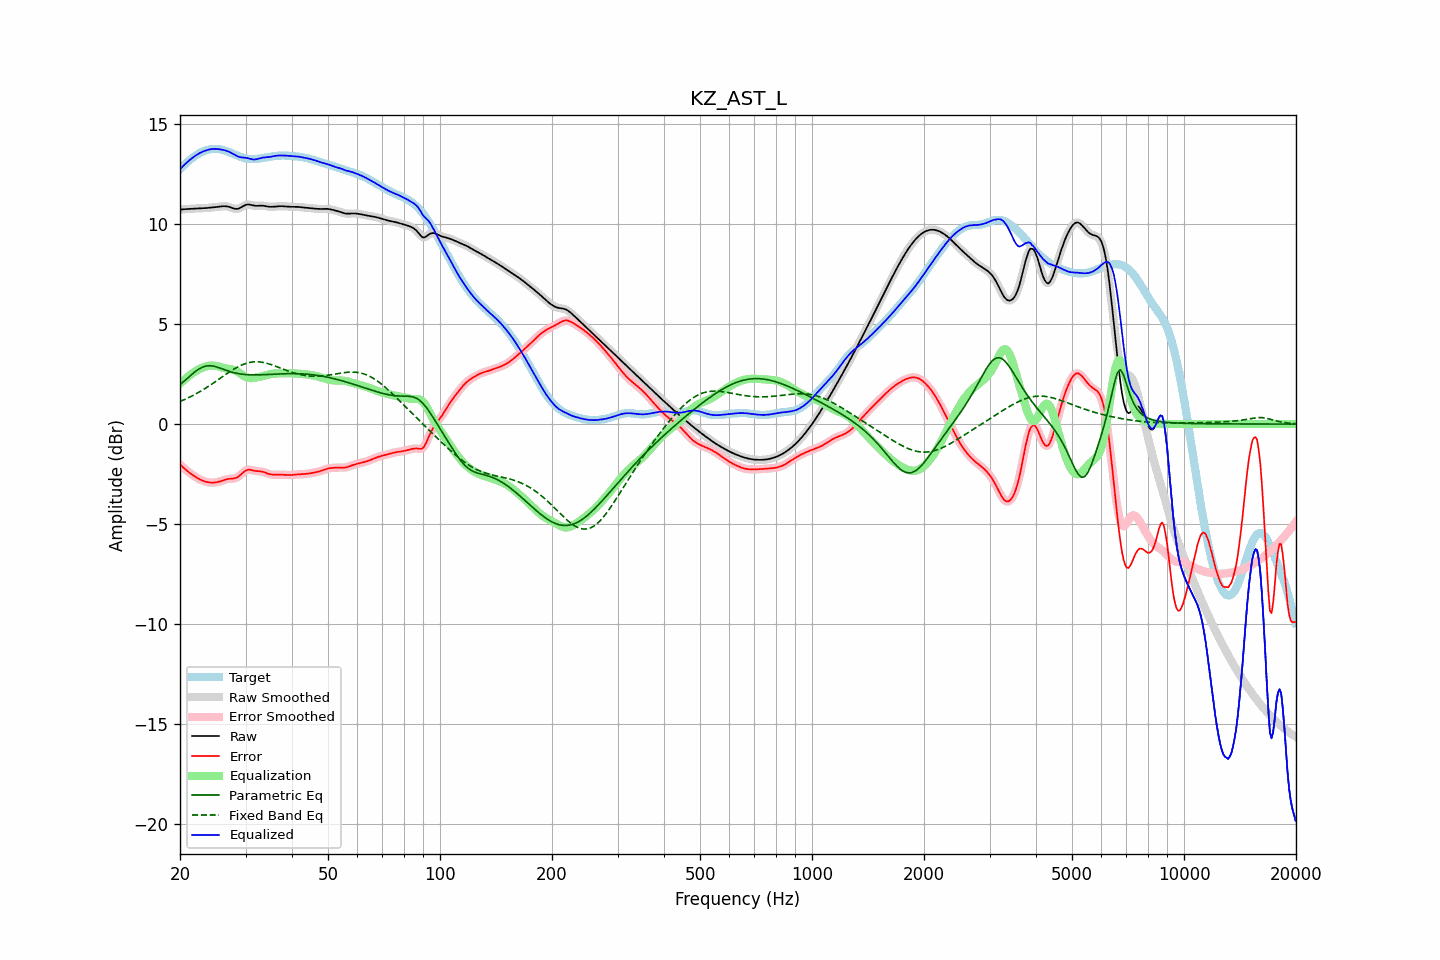 KZ_AST_L
15
10
5
0
−5
−10
−15
−20
Amplitude (dBr)
Target
Raw Smoothed
Error Smoothed
Raw
Error
Equalization
Parametric Eq
Fixed Band Eq
Equalized
20 50 100 200 500 1000 2000 5000 10000 20000
Frequency (Hz)